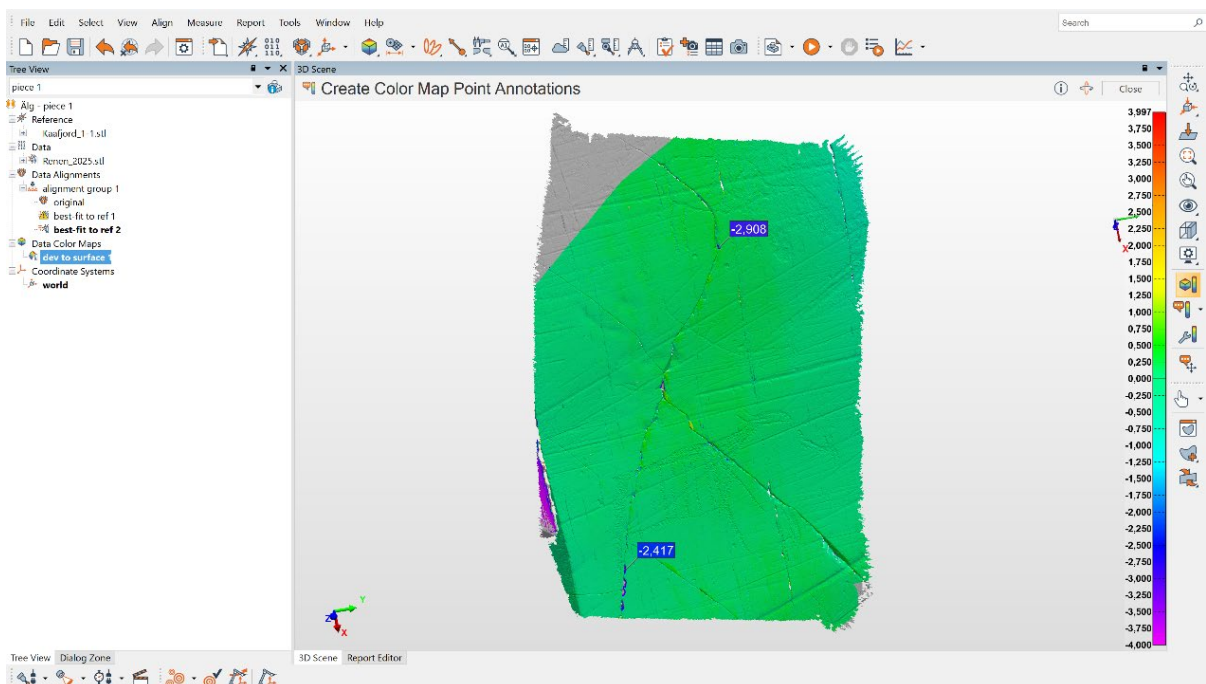 File Edit Select View Align Measure Report Tools Window Help
Search
Tree View
3D Scene
piece 1
Create Color Map Point Annotations
Close
Älg - piece 1
Reference
Kaafjord_1-1.stl
Data
Renen_2025.stl
Data Alignments
alignment group 1
original
best-fit to ref 1
best-fit to ref 2
Data Color Maps
dev to surface 1
Coordinate Systems
world
-2,908
-2,417
X
Z
Y
X
3,997
3,750
3,500
3,250
3,000
2,750
2,500
2,250
2,000
1,750
1,500
1,250
1,000
0,750
0,500
0,250
0,000
-0,250
-0,500
-0,750
-1,000
-1,250
-1,500
-1,750
-2,000
-2,250
-2,500
-2,750
-3,000
-3,250
-3,500
-3,750
-4,000
Tree View Dialog Zone
3D Scene Report Editor